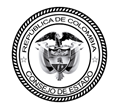 REPÚBLICA DE COLOMBIA
CONSEJO DE ESTADO